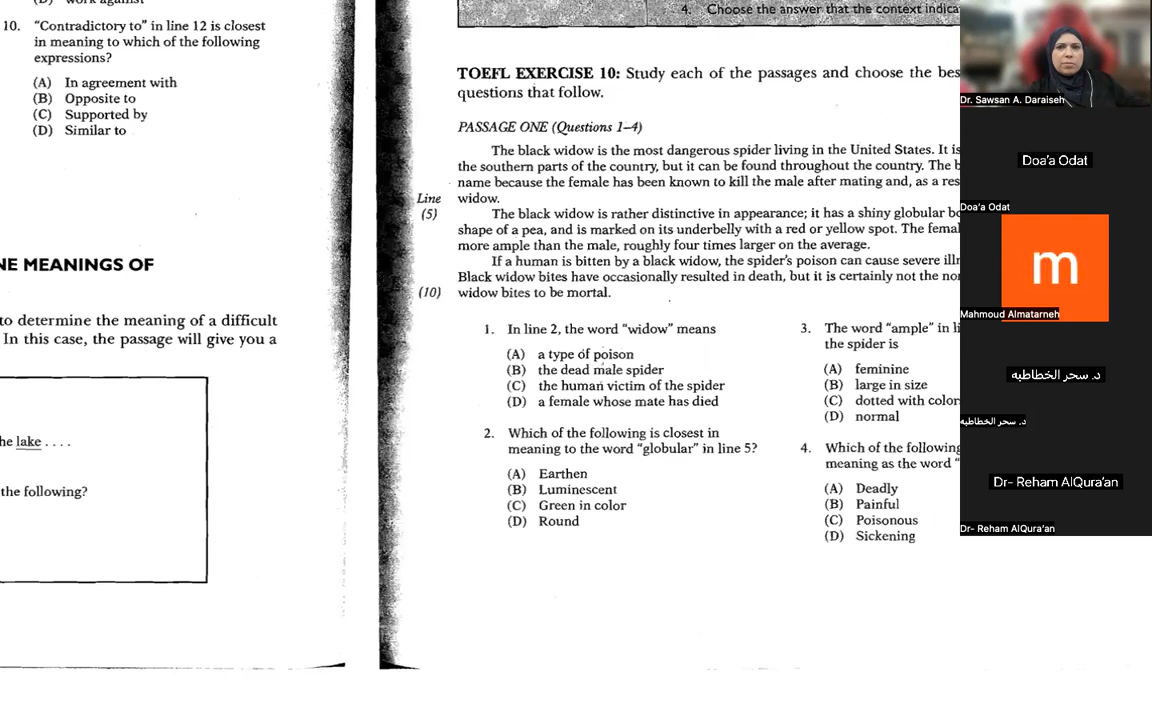 10. "Contradictory to" in line 12 is closest
in meaning to which of the following
expressions?
(A) In agreement with
(B) Opposite to
(C) Supported by
(D) Similar to
NE MEANINGS OF
to determine the meaning of a difficult
In this case, the passage will give you a
he lake . . . .
the following?
4. Choose the answer that the context indica
TOEFL EXERCISE 10: Study each of the passages and choose the bes
questions that follow.
PASSAGE ONE (Questions 1–4)
The black widow is the most dangerous spider living in the United States. It is
the southern parts of the country, but it can be found throughout the country. The b
name because the female has been known to kill the male after mating and, as a res
Line widow.
(5) The black widow is rather distinctive in appearance; it has a shiny globular bo
shape of a pea, and is marked on its underbelly with a red or yellow spot. The femal
more ample than the male, roughly four times larger on the average.
If a human is bitten by a black widow, the spider's poison can cause severe illn
Black widow bites have occasionally resulted in death, but it is certainly not the nor
(10) widow bites to be mortal.
1. In line 2, the word "widow" means
(A) a type of poison
(B) the dead male spider
(C) the human victim of the spider
(D) a female whose mate has died
2. Which of the following is closest in
meaning to the word "globular" in line 5?
(A) Earthen
(B) Luminescent
(C) Green in color
(D) Round
3. The word "ample" in li
the spider is
(A) feminine
(B) large in size
(C) dotted with color
(D) normal
4. Which of the following
meaning as the word "
(A) Deadly
(B) Painful
(C) Poisonous
(D) Sickening
Dr. Sawsan A. Daraiseh
Doa'a Odat
Doa'a Odat
m
Mahmoud Almatarneh
د. سحر الخطاطبه
د. سحر الخطاطبه
Dr- Reham AlQura'an
Dr- Reham AlQura'an